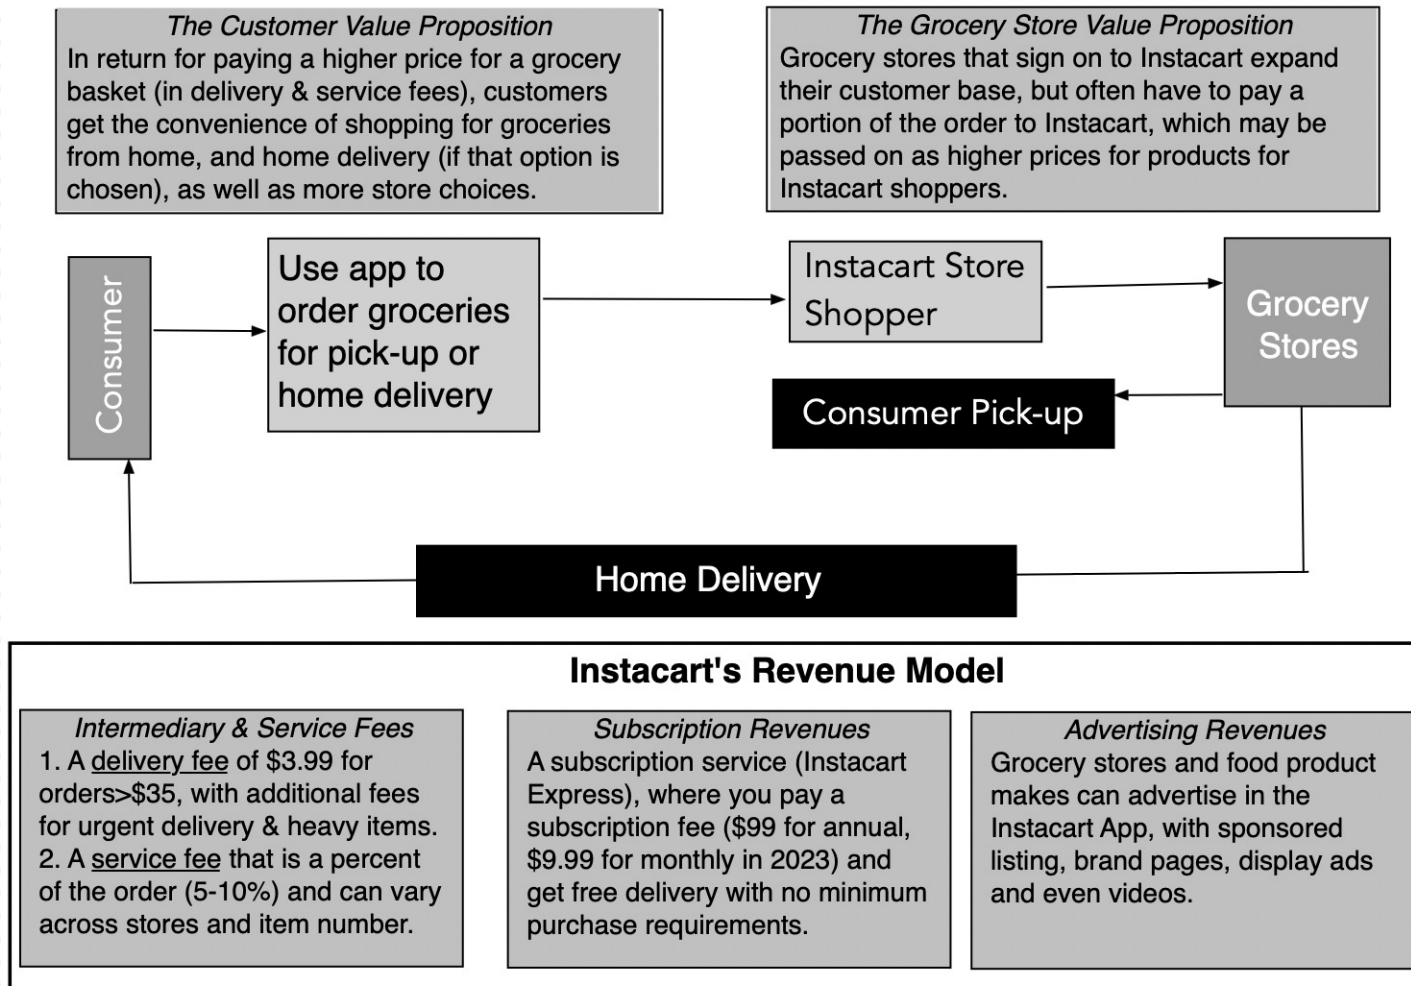 The Customer Value Proposition
In return for paying a higher price for a grocery
basket (in delivery & service fees), customers
get the convenience of shopping for groceries
from home, and home delivery (if that option is
chosen), as well as more store choices.
The Grocery Store Value Proposition
Grocery stores that sign on to Instacart expand
their customer base, but often have to pay a
portion of the order to Instacart, which may be
passed on as higher prices for products for
Instacart shoppers.
Consumer
Use app to
order groceries
for pick-up or
home delivery
Instacart Store
Shopper
Grocery
Stores
Consumer Pick-up
Home Delivery
Instacart's Revenue Model
Intermediary & Service Fees
1. A delivery fee of $3.99 for
orders>$35, with additional fees
for urgent delivery & heavy items.
2. A service fee that is a percent
of the order (5-10%) and can vary
across stores and item number.
Subscription Revenues
A subscription service (Instacart
Express), where you pay a
subscription fee ($99 for annual,
$9.99 for monthly in 2023) and
get free delivery with no minimum
purchase requirements.
Advertising Revenues
Grocery stores and food product
makes can advertise in the
Instacart App, with sponsored
listing, brand pages, display ads
and even videos.